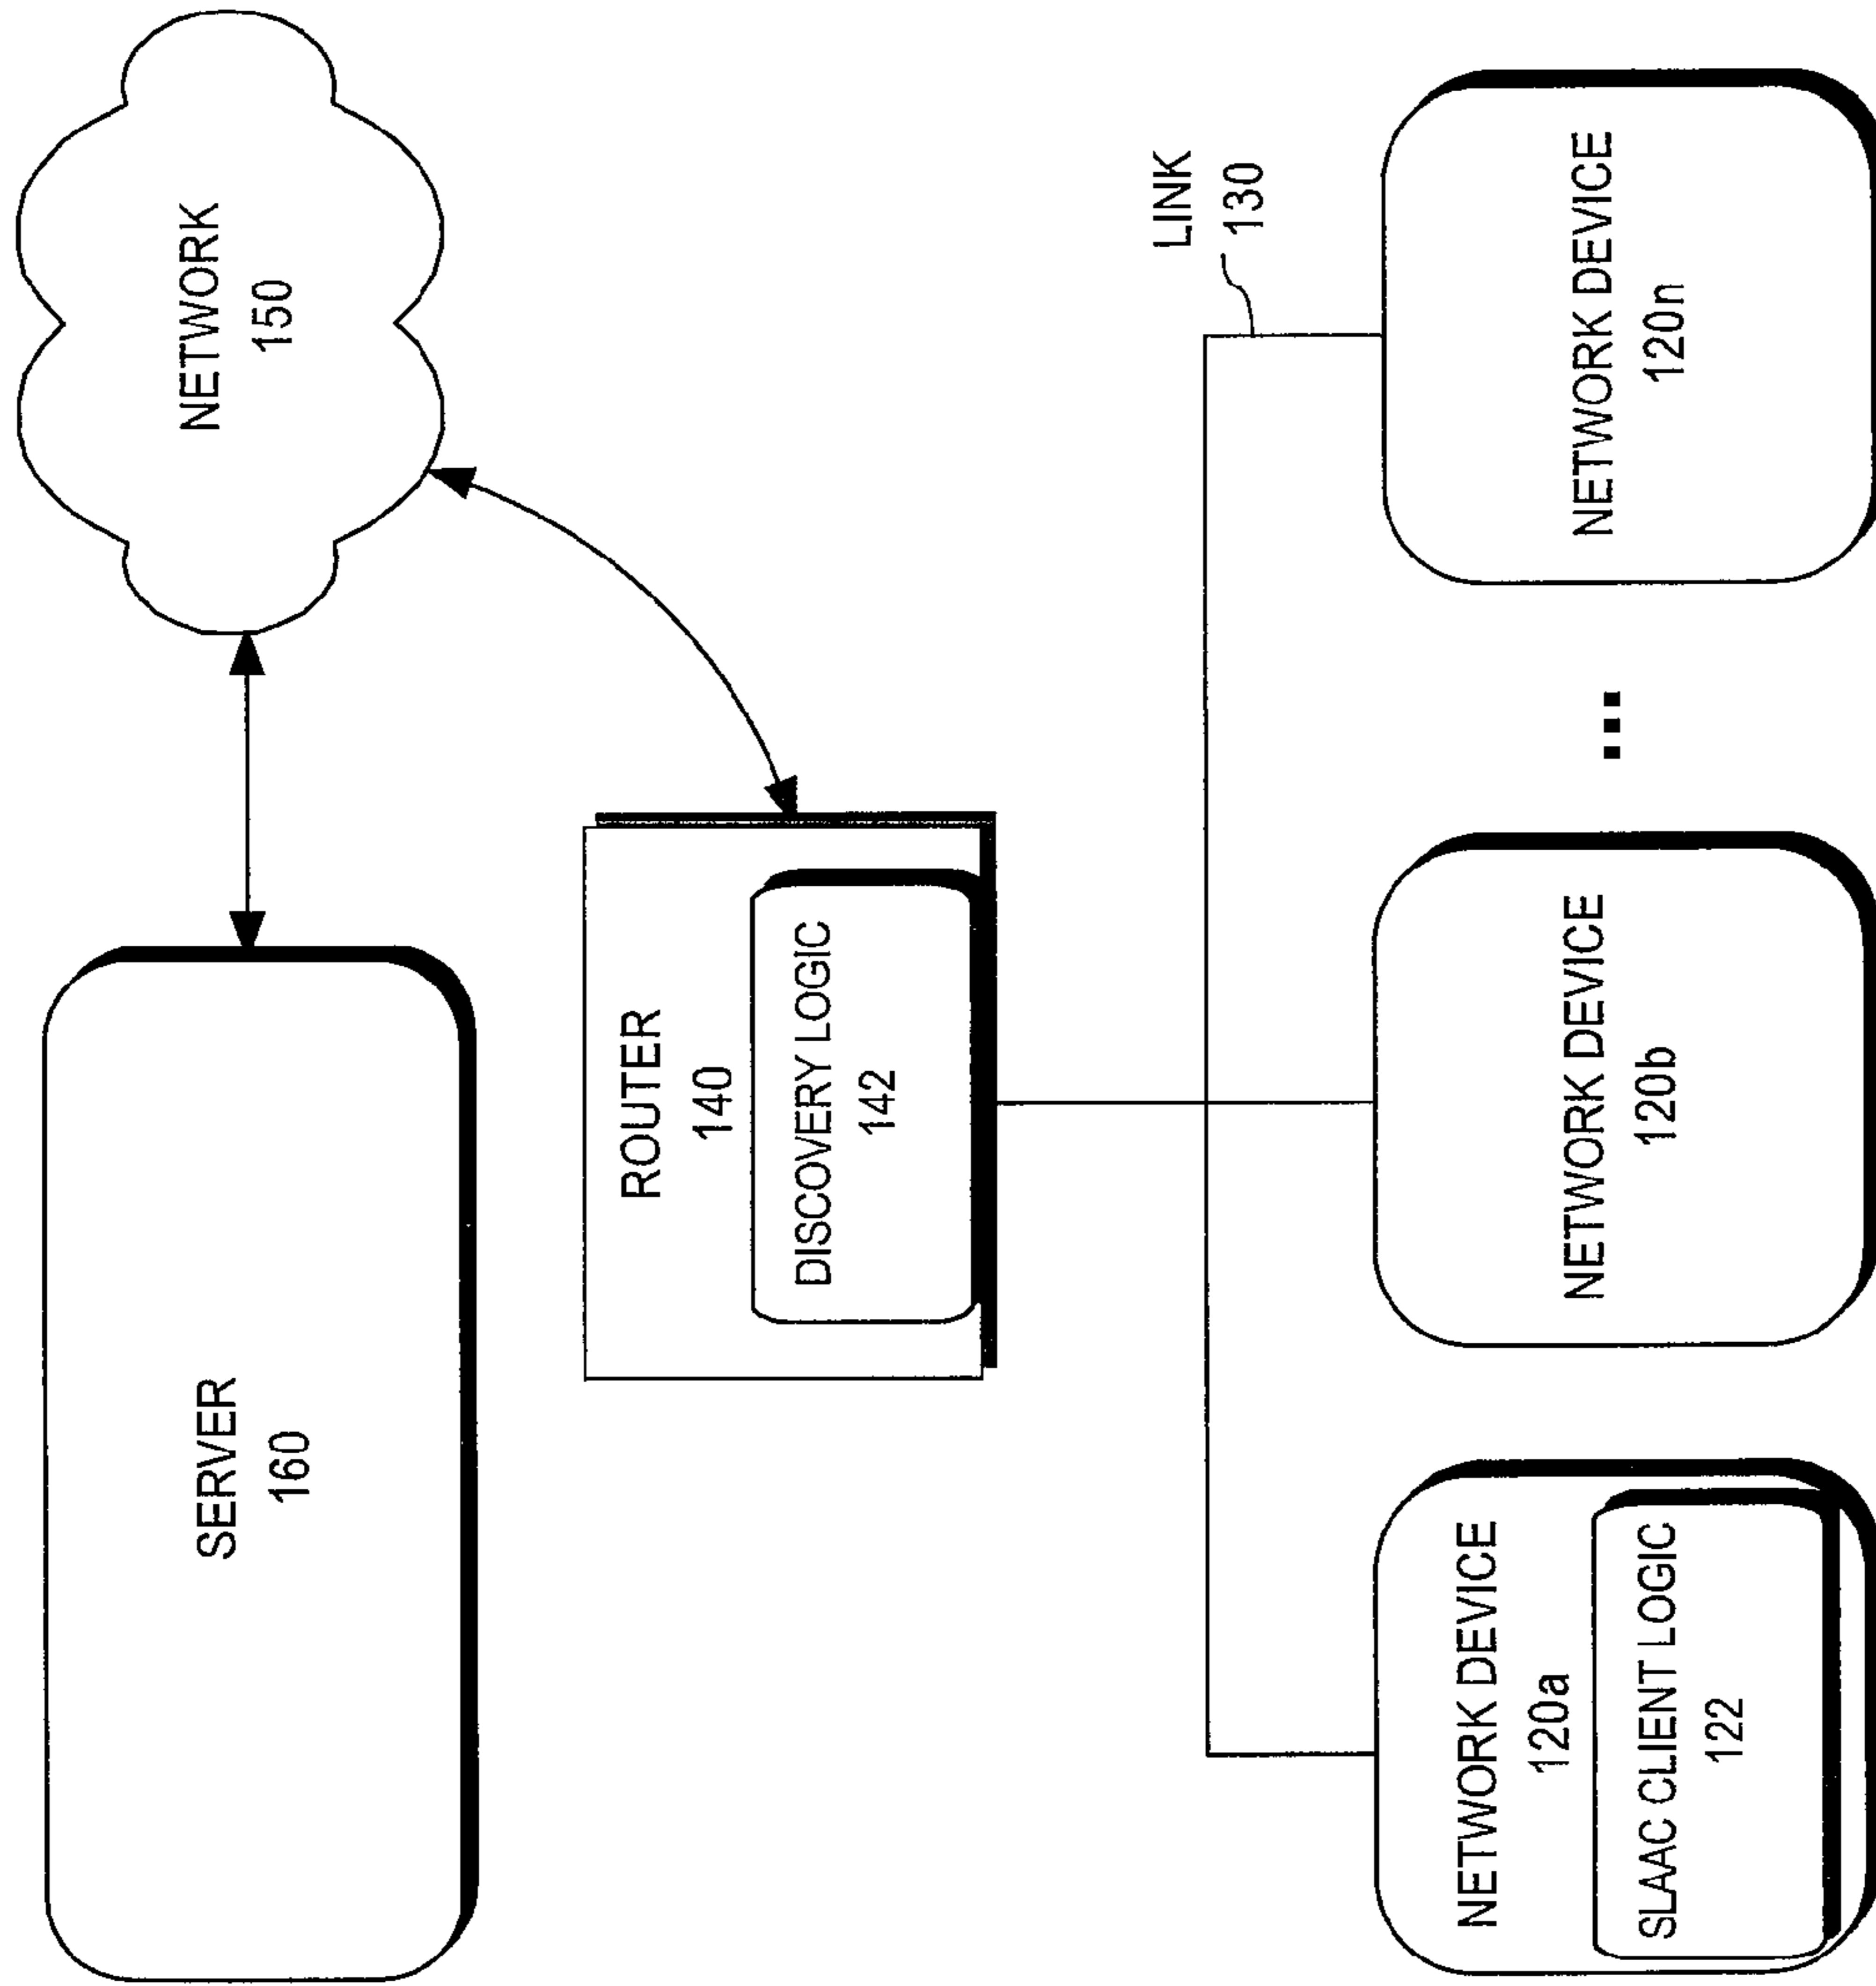 SERVER
160
NETWORK
150
ROUTER
140
DISCOVERY LOGIC
142
LINK
130
NETWORK DEVICE
120a
SLAAC CLIENT LOGIC
122
NETWORK DEVICE
120b
...
NETWORK DEVICE
120n